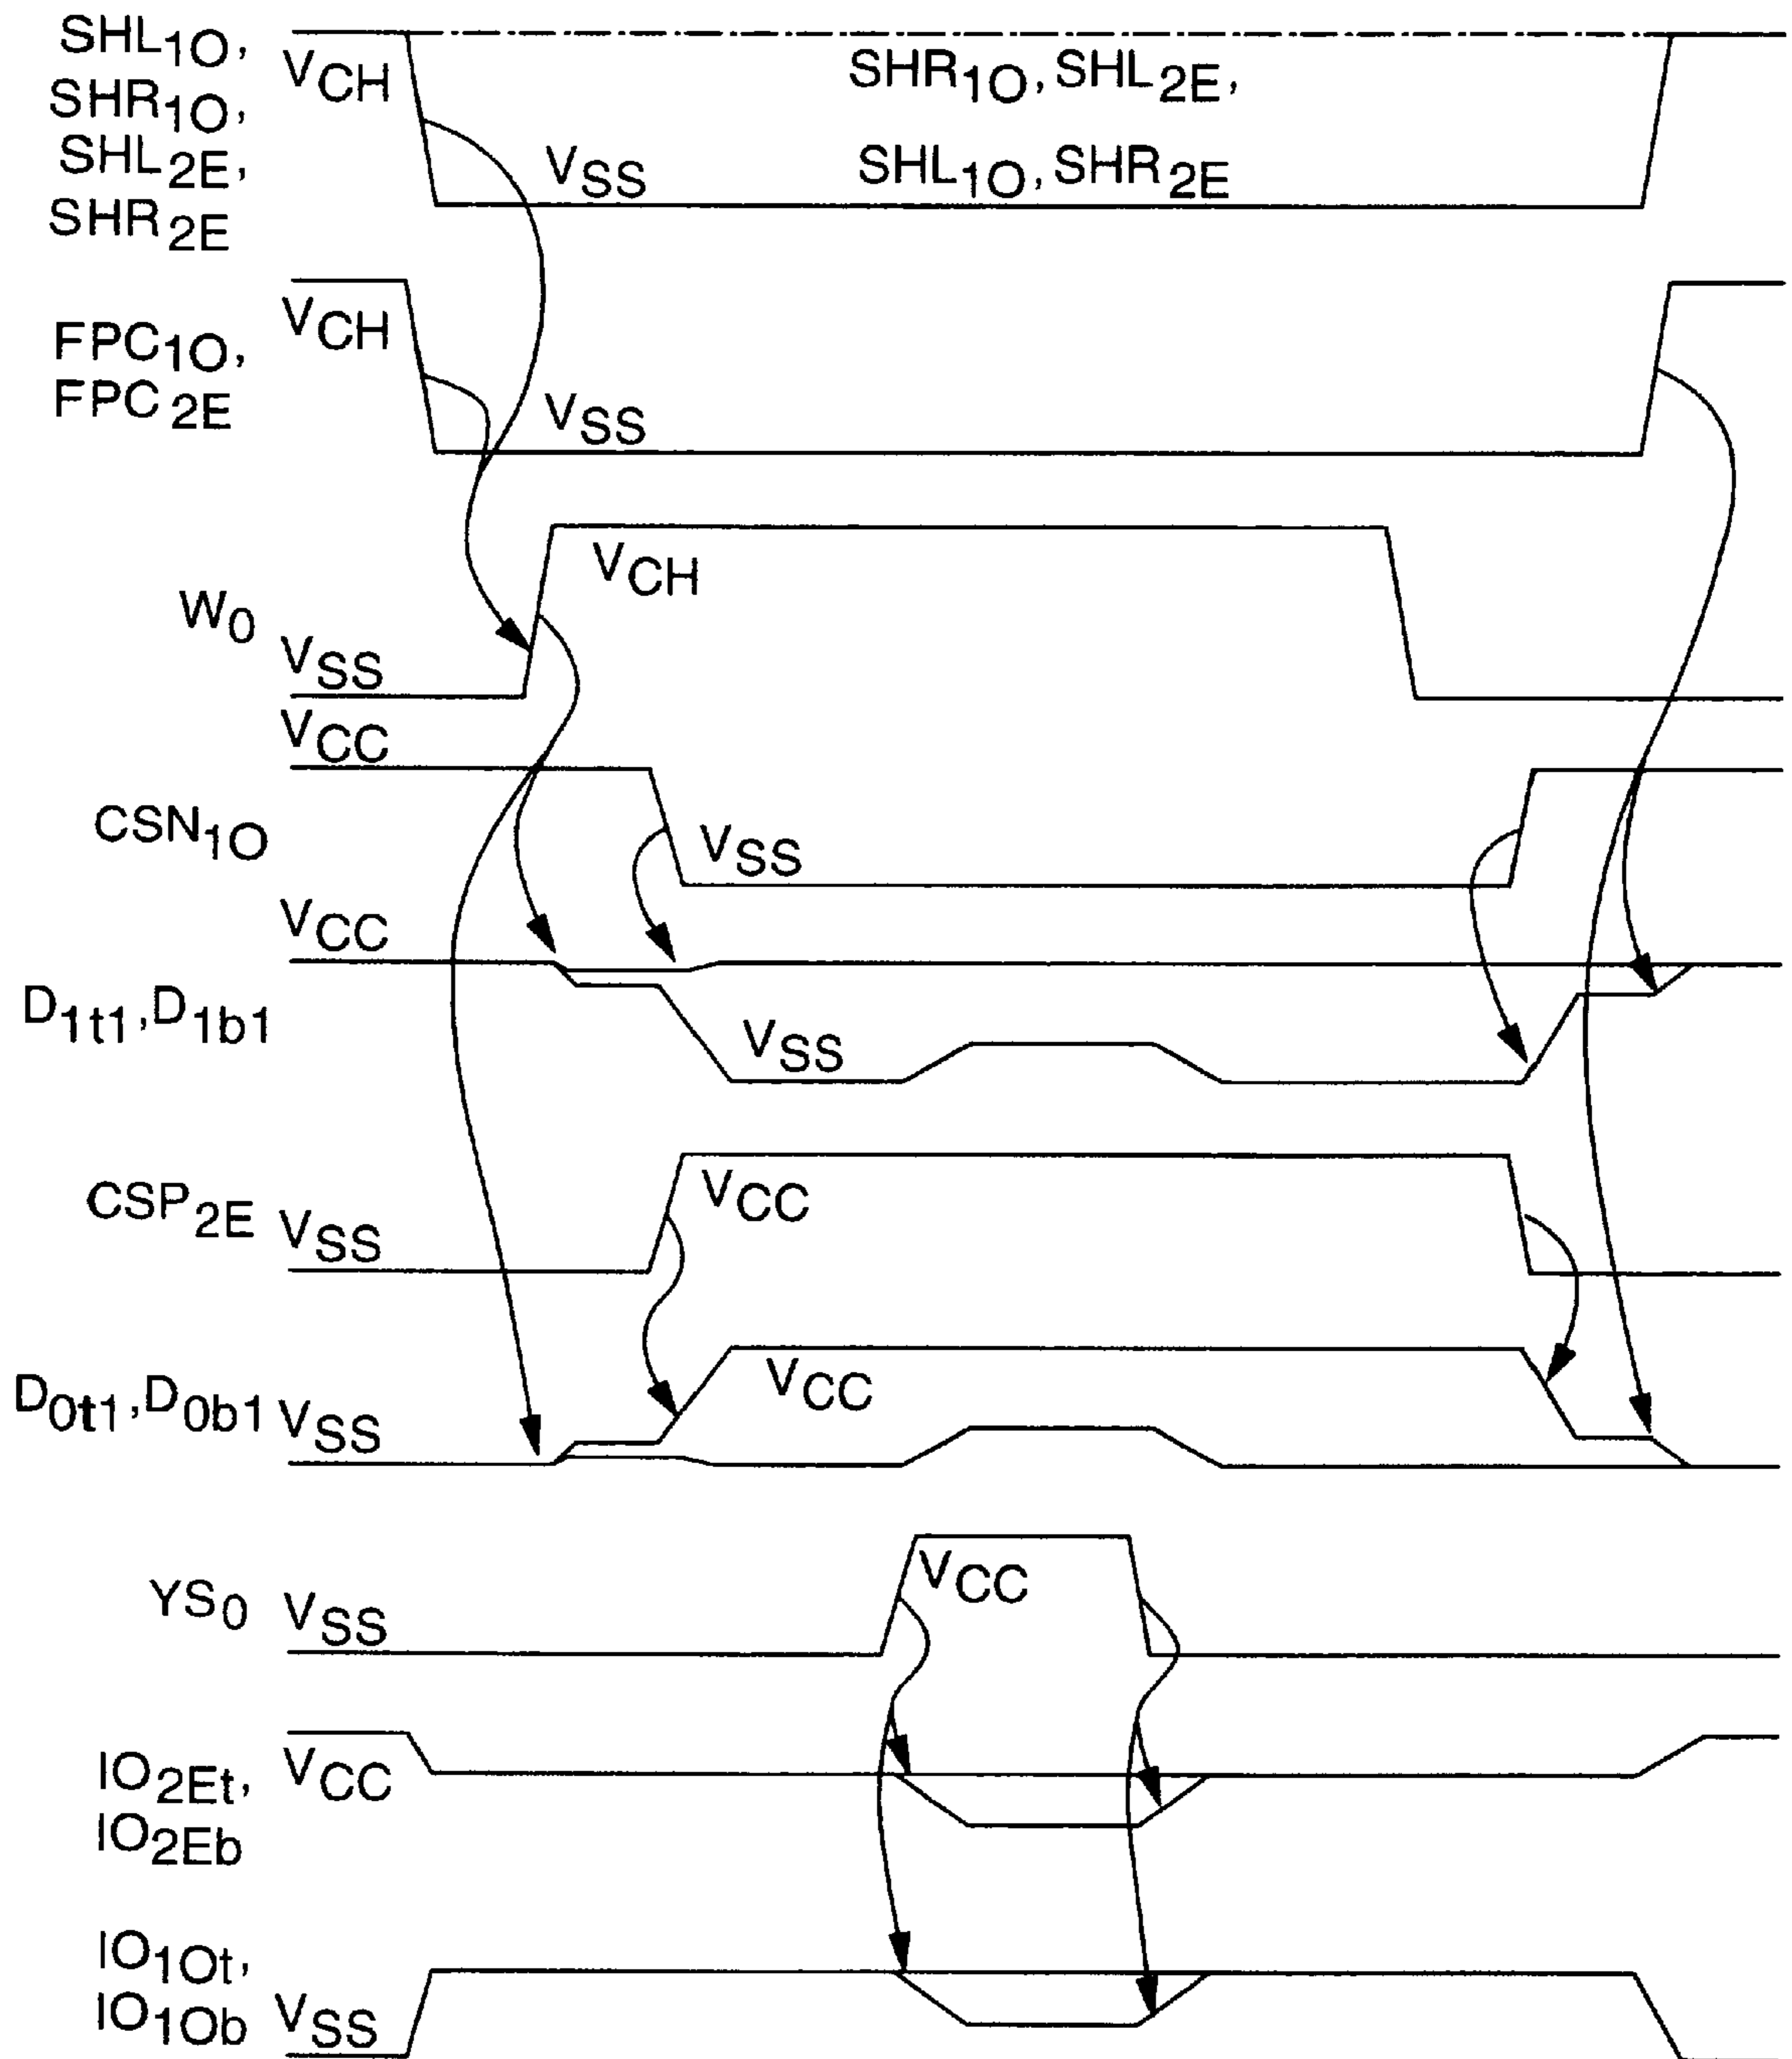 SHL1O,
SHR1O,
SHL2E,
SHR2E
VCH
SHR1O, SHL2E,
VSS
SHL1O, SHR2E
FPC1O,
FPC2E
VCH
VSS
W0
VCH
VSS
VCC
CSN1O
VSS
VCC
D1t1, D1b1
VSS
CSP2E
VCC
VSS
D0t1, D0b1
VSS
VCC
YS0
VSS
VCC
IO2Et,
IO2Eb
VCC
IO1Ot,
IO1Ob
VSS